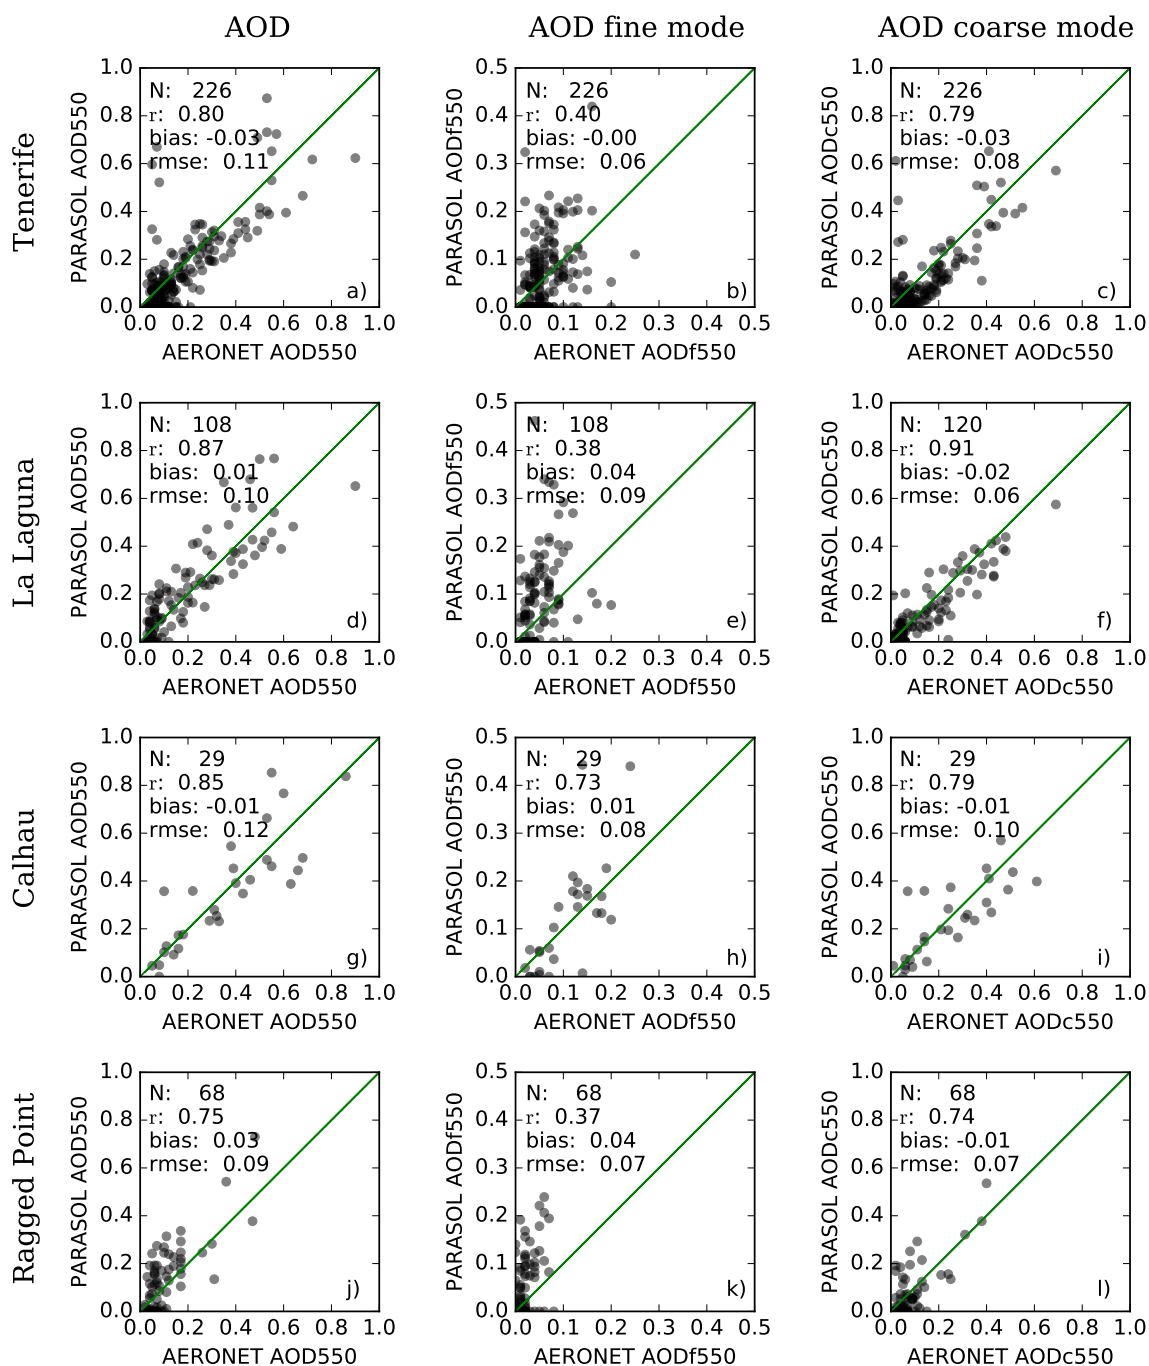 AOD
AOD fine mode
AOD coarse mode
Tenerife
PARASOL AOD550
1.0
0.8
0.6
0.4
0.2
0.0
N: 226
r: 0.80
bias: -0.03
rmse: 0.11
a)
0.0 0.2 0.4 0.6 0.8 1.0
AERONET AOD550
PARASOL AODf550
0.5
0.4
0.3
0.2
0.1
0.0
N: 226
r: 0.40
bias: -0.00
rmse: 0.06
b)
0.0 0.1 0.2 0.3 0.4 0.5
AERONET AODf550
PARASOL AODc550
1.0
0.8
0.6
0.4
0.2
0.0
N: 226
r: 0.79
bias: -0.03
rmse: 0.08
c)
0.0 0.2 0.4 0.6 0.8 1.0
AERONET AODc550
La Laguna
PARASOL AOD550
1.0
0.8
0.6
0.4
0.2
0.0
N: 108
r: 0.87
bias: 0.01
rmse: 0.10
d)
0.0 0.2 0.4 0.6 0.8 1.0
AERONET AOD550
PARASOL AODf550
0.5
0.4
0.3
0.2
0.1
0.0
N: 108
r: 0.38
bias: 0.04
rmse: 0.09
e)
0.0 0.1 0.2 0.3 0.4 0.5
AERONET AODf550
PARASOL AODc550
1.0
0.8
0.6
0.4
0.2
0.0
N: 120
r: 0.91
bias: -0.02
rmse: 0.06
f)
0.0 0.2 0.4 0.6 0.8 1.0
AERONET AODc550
Calhau
PARASOL AOD550
1.0
0.8
0.6
0.4
0.2
0.0
N: 29
r: 0.85
bias: -0.01
rmse: 0.12
g)
0.0 0.2 0.4 0.6 0.8 1.0
AERONET AOD550
PARASOL AODf550
0.5
0.4
0.3
0.2
0.1
0.0
N: 29
r: 0.73
bias: 0.01
rmse: 0.08
h)
0.0 0.1 0.2 0.3 0.4 0.5
AERONET AODf550
PARASOL AODc550
1.0
0.8
0.6
0.4
0.2
0.0
N: 29
r: 0.79
bias: -0.01
rmse: 0.10
i)
0.0 0.2 0.4 0.6 0.8 1.0
AERONET AODc550
Ragged Point
PARASOL AOD550
1.0
0.8
0.6
0.4
0.2
0.0
N: 68
r: 0.75
bias: 0.03
rmse: 0.09
j)
0.0 0.2 0.4 0.6 0.8 1.0
AERONET AOD550
PARASOL AODf550
0.5
0.4
0.3
0.2
0.1
0.0
N: 68
r: 0.37
bias: 0.04
rmse: 0.07
k)
0.0 0.1 0.2 0.3 0.4 0.5
AERONET AODf550
PARASOL AODc550
1.0
0.8
0.6
0.4
0.2
0.0
N: 68
r: 0.74
bias: -0.01
rmse: 0.07
l)
0.0 0.2 0.4 0.6 0.8 1.0
AERONET AODc550